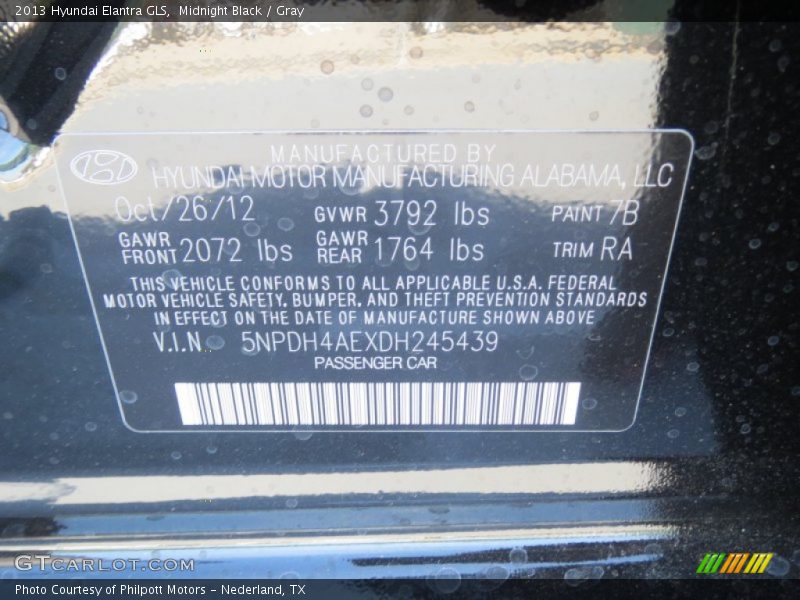 2013 Hyundai Elantra GLS, Midnight Black / Gray
MANUFACTURED BY
HYUNDAI MOTOR MANUFACTURING ALABAMA, LLC
Oct/26/12 GVWR 3792 lbs PAINT 7B
GAWR FRONT 2072 lbs GAWR REAR 1764 lbs TRIM RA
THIS VEHICLE CONFORMS TO ALL APPLICABLE U.S.A. FEDERAL
MOTOR VEHICLE SAFETY, BUMPER, AND THEFT PREVENTION STANDARDS
IN EFFECT ON THE DATE OF MANUFACTURE SHOWN ABOVE
V.I.N 5NPDH4AEXDH245439
PASSENGER CAR
GTCARLOT.COM
Photo Courtesy of Philpott Motors - Nederland, TX